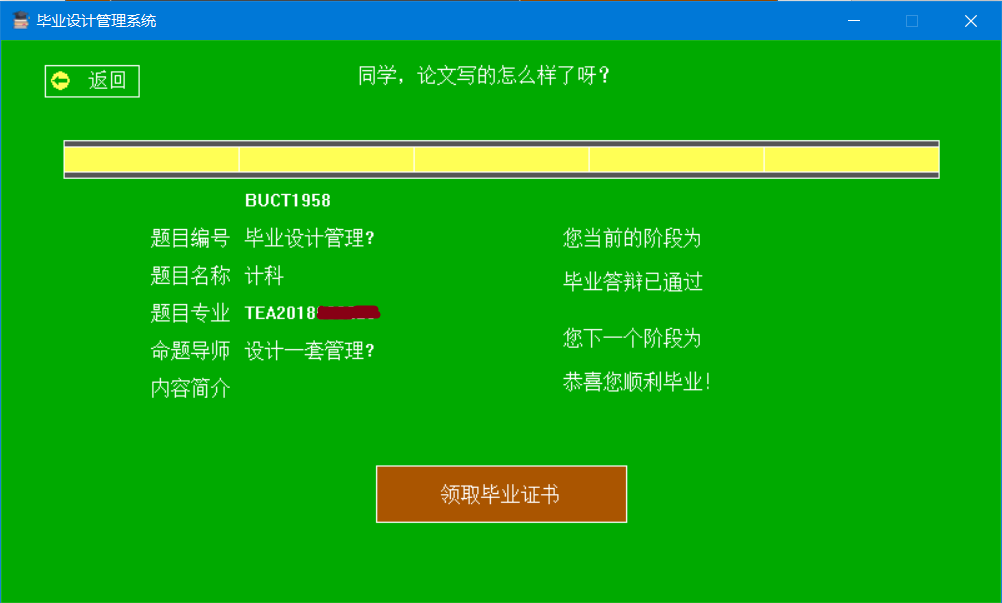 毕业设计管理系统
返回
同学，论文写的怎么样了呀?
BUCT1958
题目编号 毕业设计管理? 您当前的阶段为
题目名称 计科
毕业答辩已通过
题目专业 TEA2018
您下一个阶段为
命题导师 设计一套管理?
恭喜您顺利毕业!
内容简介
领取毕业证书